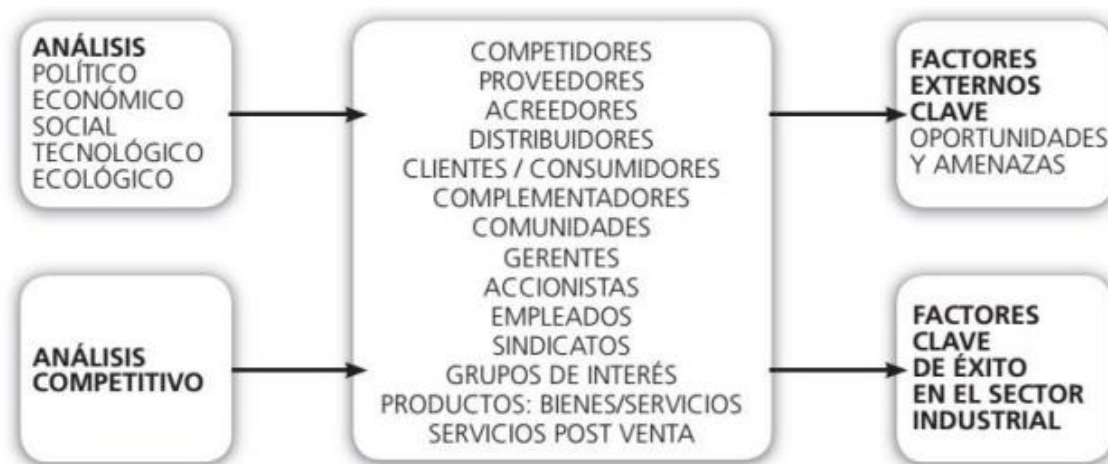 ANÁLISIS
POLÍTICO
ECONÓMICO
SOCIAL
TECNOLÓGICO
ECOLÓGICO
ANÁLISIS
COMPETITIVO
COMPETIDORES
PROVEEDORES
ACREEDORES
DISTRIBUIDORES
CLIENTES / CONSUMIDORES
COMPLEMENTADORES
COMUNIDADES
GERENTES
ACCIONISTAS
EMPLEADOS
SINDICATOS
GRUPOS DE INTERÉS
PRODUCTOS: BIENES/SERVICIOS
SERVICIOS POST VENTA
FACTORES
EXTERNOS
CLAVE
OPORTUNIDADES
Y AMENAZAS
FACTORES
CLAVE
DE ÉXITO
EN EL SECTOR
INDUSTRIAL